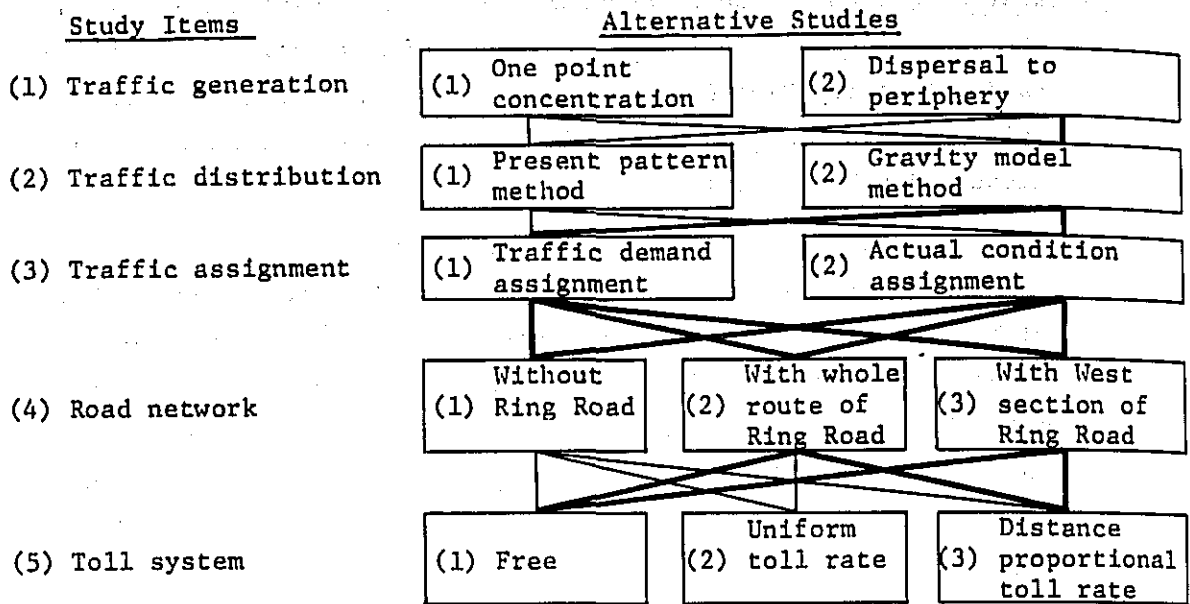 Study Items
Alternative Studies
(1) Traffic generation
(1) One point
concentration
(2) Dispersal to
periphery
(2) Traffic distribution
(1) Present pattern
method
(2) Gravity model
method
(3) Traffic assignment
(1) Traffic demand
assignment
(2) Actual condition
assignment
(4) Road network
(1) Without
Ring Road
(2) With whole
route of
Ring Road
(3) With West
section of
Ring Road
(5) Toll system
(1) Free
(2) Uniform
toll rate
(3) Distance
proportional
toll rate